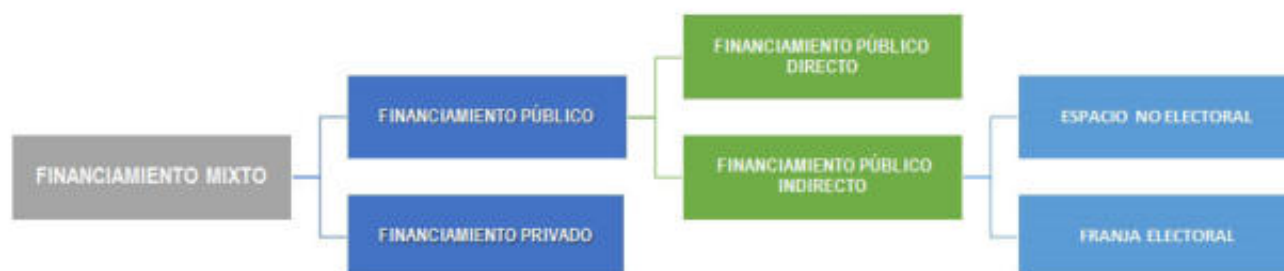 FINANCIAMIENTO MIXTO
FINANCIAMIENTO PÚBLICO
FINANCIAMIENTO PRIVADO
FINANCIAMIENTO PÚBLICO
DIRECTO
FINANCIAMIENTO PÚBLICO
INDIRECTO
ESPACIO NO ELECTORAL
FRANJA ELECTORAL